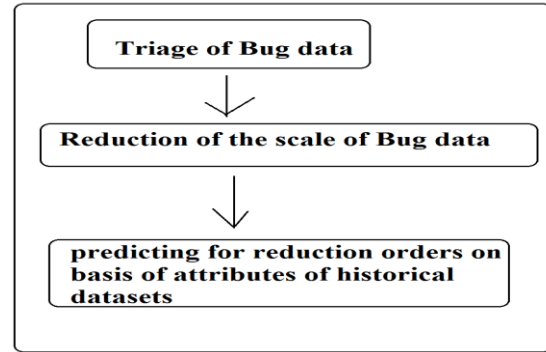 Triage of Bug data
Reduction of the scale of Bug data
predicting for reduction orders on
basis of attributes of historical
datasets